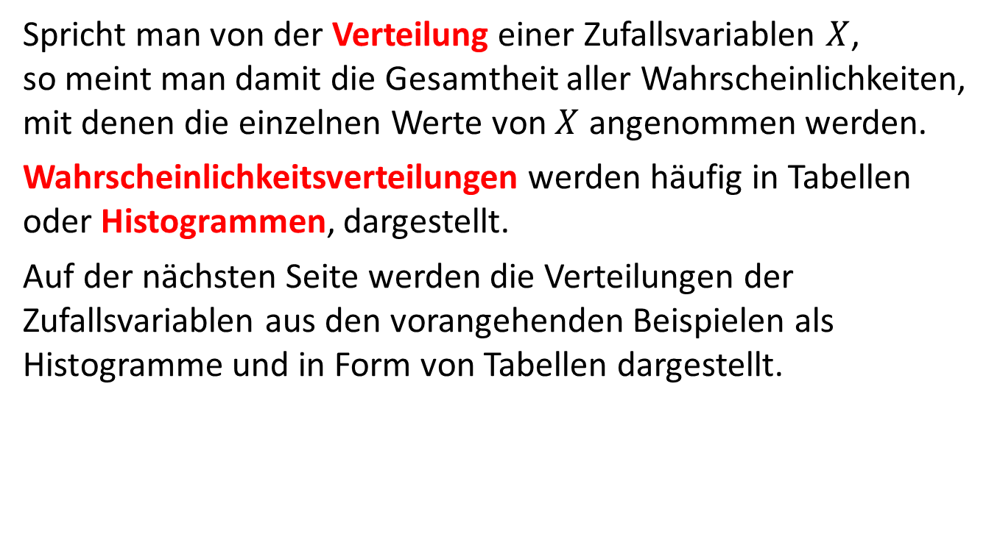 Spricht man von der Verteilung einer Zufallsvariablen X,
so meint man damit die Gesamtheit aller Wahrscheinlichkeiten,
mit denen die einzelnen Werte von X angenommen werden.
Wahrscheinlichkeitsverteilungen werden häufig in Tabellen
oder Histogrammen, dargestellt.
Auf der nächsten Seite werden die Verteilungen der
Zufallsvariablen aus den vorangehenden Beispielen als
Histogramme und in Form von Tabellen dargestellt.